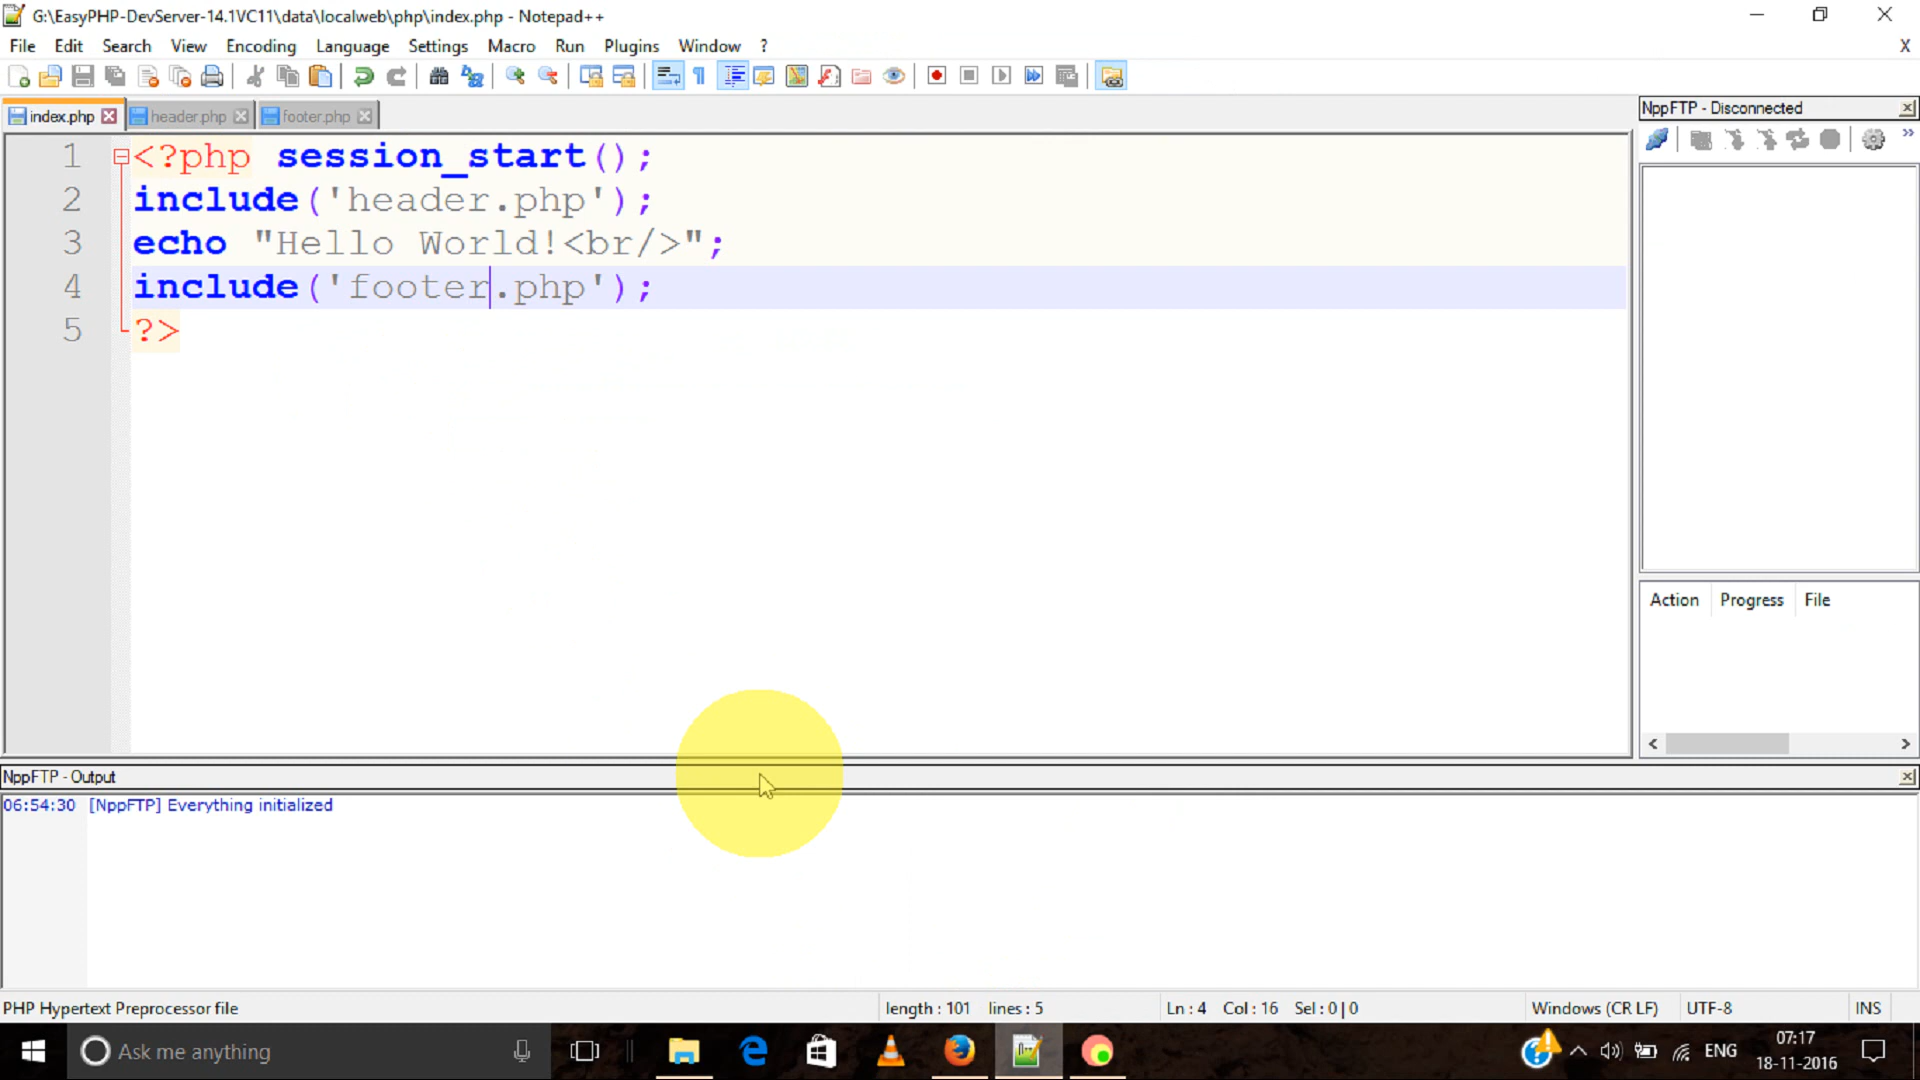 G:\EasyPHP-DevServer-14.1VC11\data\localweb\php\index.php - Notepad++
File Edit Search View Encoding Language Settings Macro Run Plugins Window ? X
index.php header.php footer.php
NppFTP - Disconnected
1 <?php session_start();
2 include('header.php');
3 echo "Hello World!<br/>";
4 include('footer.php');
5 ?>
Action Progress File
NppFTP - Output
06:54:30 [NppFTP] Everything initialized
PHP Hypertext Preprocessor file length : 101 lines : 5 Ln : 4 Col : 16 Sel : 0 | 0 Windows (CR LF) UTF-8 INS
Ask me anything
ENG
07:17
18-11-2016